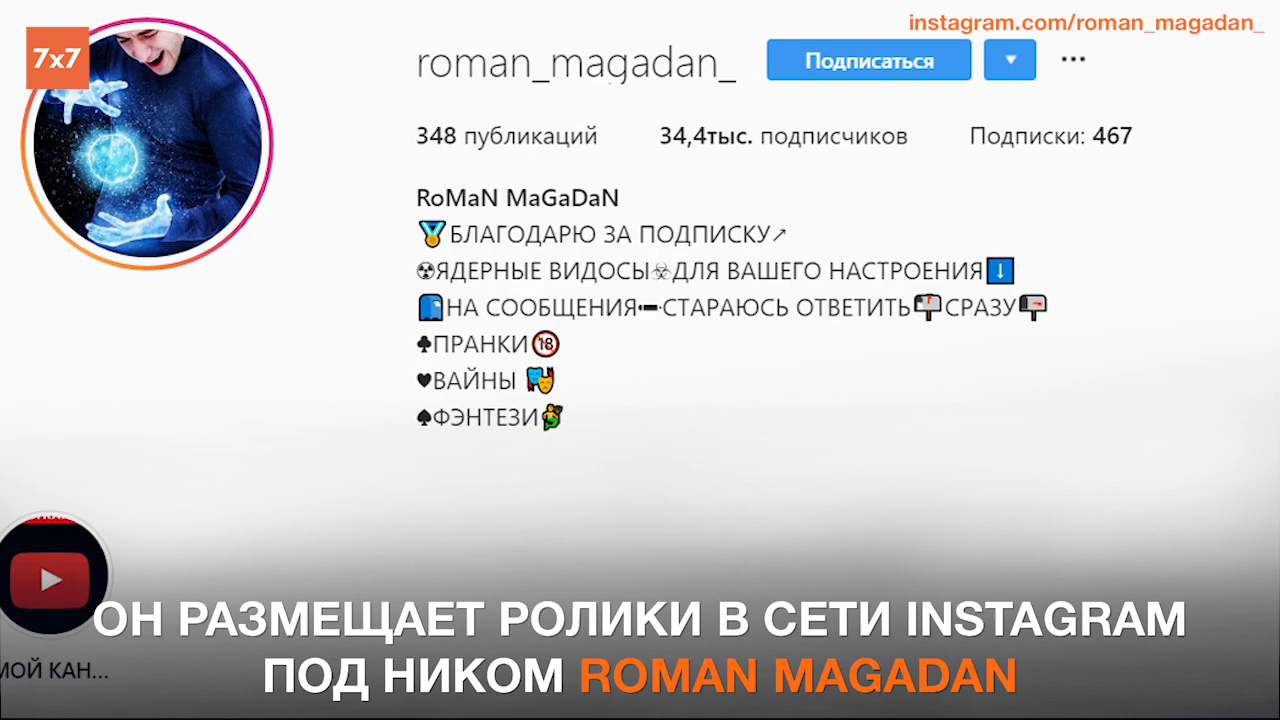 instagram.com/roman_magadan_
7x7
roman_magadan_ Подписаться ▼ •••
348 публикаций 34,4тыс. подписчиков Подписки: 467
RoMaN MaGaDaN
🏅БЛАГОДАРЮ ЗА ПОДПИСКУ↗
☢ЯДЕРНЫЕ ВИДОСЫ☣ДЛЯ ВАШЕГО НАСТРОЕНИЯ⬇
НА СООБЩЕНИЯ СТАРАЮСЬ ОТВЕТИТЬ📬СРАЗУ📪
♣ПРАНКИ🔞
♥ВАЙНЫ 🎭
♠ФЭНТЕЗИ
МОЙ КАН...
ОН РАЗМЕЩАЕТ РОЛИКИ В СЕТИ INSTAGRAM
ПОД НИКОМ ROMAN MAGADAN